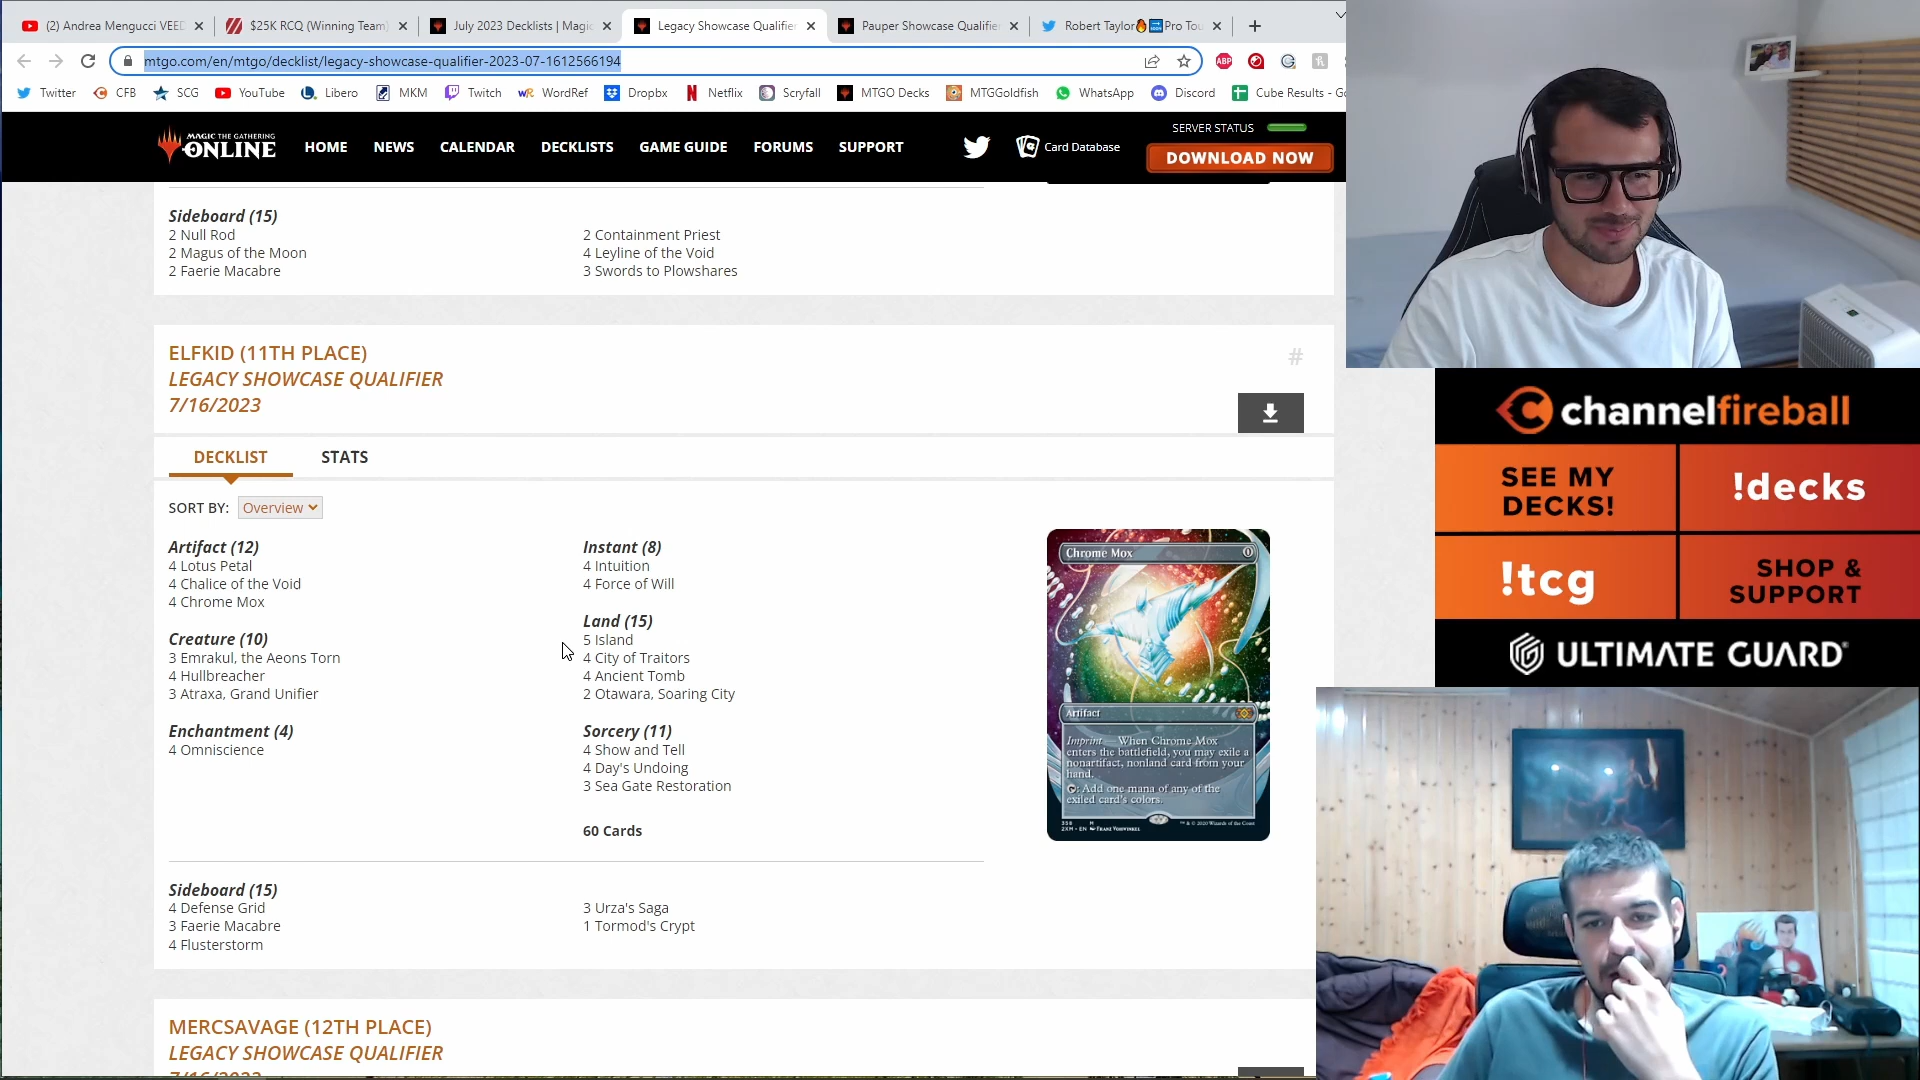 (2) Andrea Mengucci VEED
$25K RCQ (Winning Team)
July 2023 Decklists | Magic
Legacy Showcase Qualifier
Pauper Showcase Qualifier
Robert Taylor🔥🔜Pro Tou
mtgo.com/en/mtgo/decklist/legacy-showcase-qualifier-2023-07-1612566194
ABP
Twitter
CFB
SCG
YouTube
Libero
MKM
Twitch
WordRef
Dropbx
Netflix
Scryfall
MTGO Decks
MTGGoldfish
WhatsApp
Discord
Cube Results - Go
MAGIC THE GATHERING
ONLINE
HOME
NEWS
CALENDAR
DECKLISTS
GAME GUIDE
FORUMS
SUPPORT
Card Database
SERVER STATUS
DOWNLOAD NOW
Sideboard (15)
2 Null Rod
2 Magus of the Moon
2 Faerie Macabre
2 Containment Priest
4 Leyline of the Void
3 Swords to Plowshares
ELFKID (11TH PLACE)
LEGACY SHOWCASE QUALIFIER
7/16/2023
#
DECKLIST
STATS
SORT BY: Overview
Artifact (12)
4 Lotus Petal
4 Chalice of the Void
4 Chrome Mox
Creature (10)
3 Emrakul, the Aeons Torn
4 Hullbreacher
3 Atraxa, Grand Unifier
Enchantment (4)
4 Omniscience
Instant (8)
4 Intuition
4 Force of Will
Land (15)
5 Island
4 City of Traitors
4 Ancient Tomb
2 Otawara, Soaring City
Sorcery (11)
4 Show and Tell
4 Day's Undoing
3 Sea Gate Restoration
60 Cards
Chrome Mox 0
Artifact
Imprint — When Chrome Mox
enters the battlefield, you may exile a
nonartifact, nonland card from your
hand.
: Add one mana of any of the
exiled card's colors.
Sideboard (15)
4 Defense Grid
3 Faerie Macabre
4 Flusterstorm
3 Urza's Saga
1 Tormod's Crypt
MERCSAVAGE (12TH PLACE)
LEGACY SHOWCASE QUALIFIER
7/16/2023
channelfireball
SEE MY
DECKS!
!decks
!tcg
SHOP &
SUPPORT
ULTIMATE GUARD